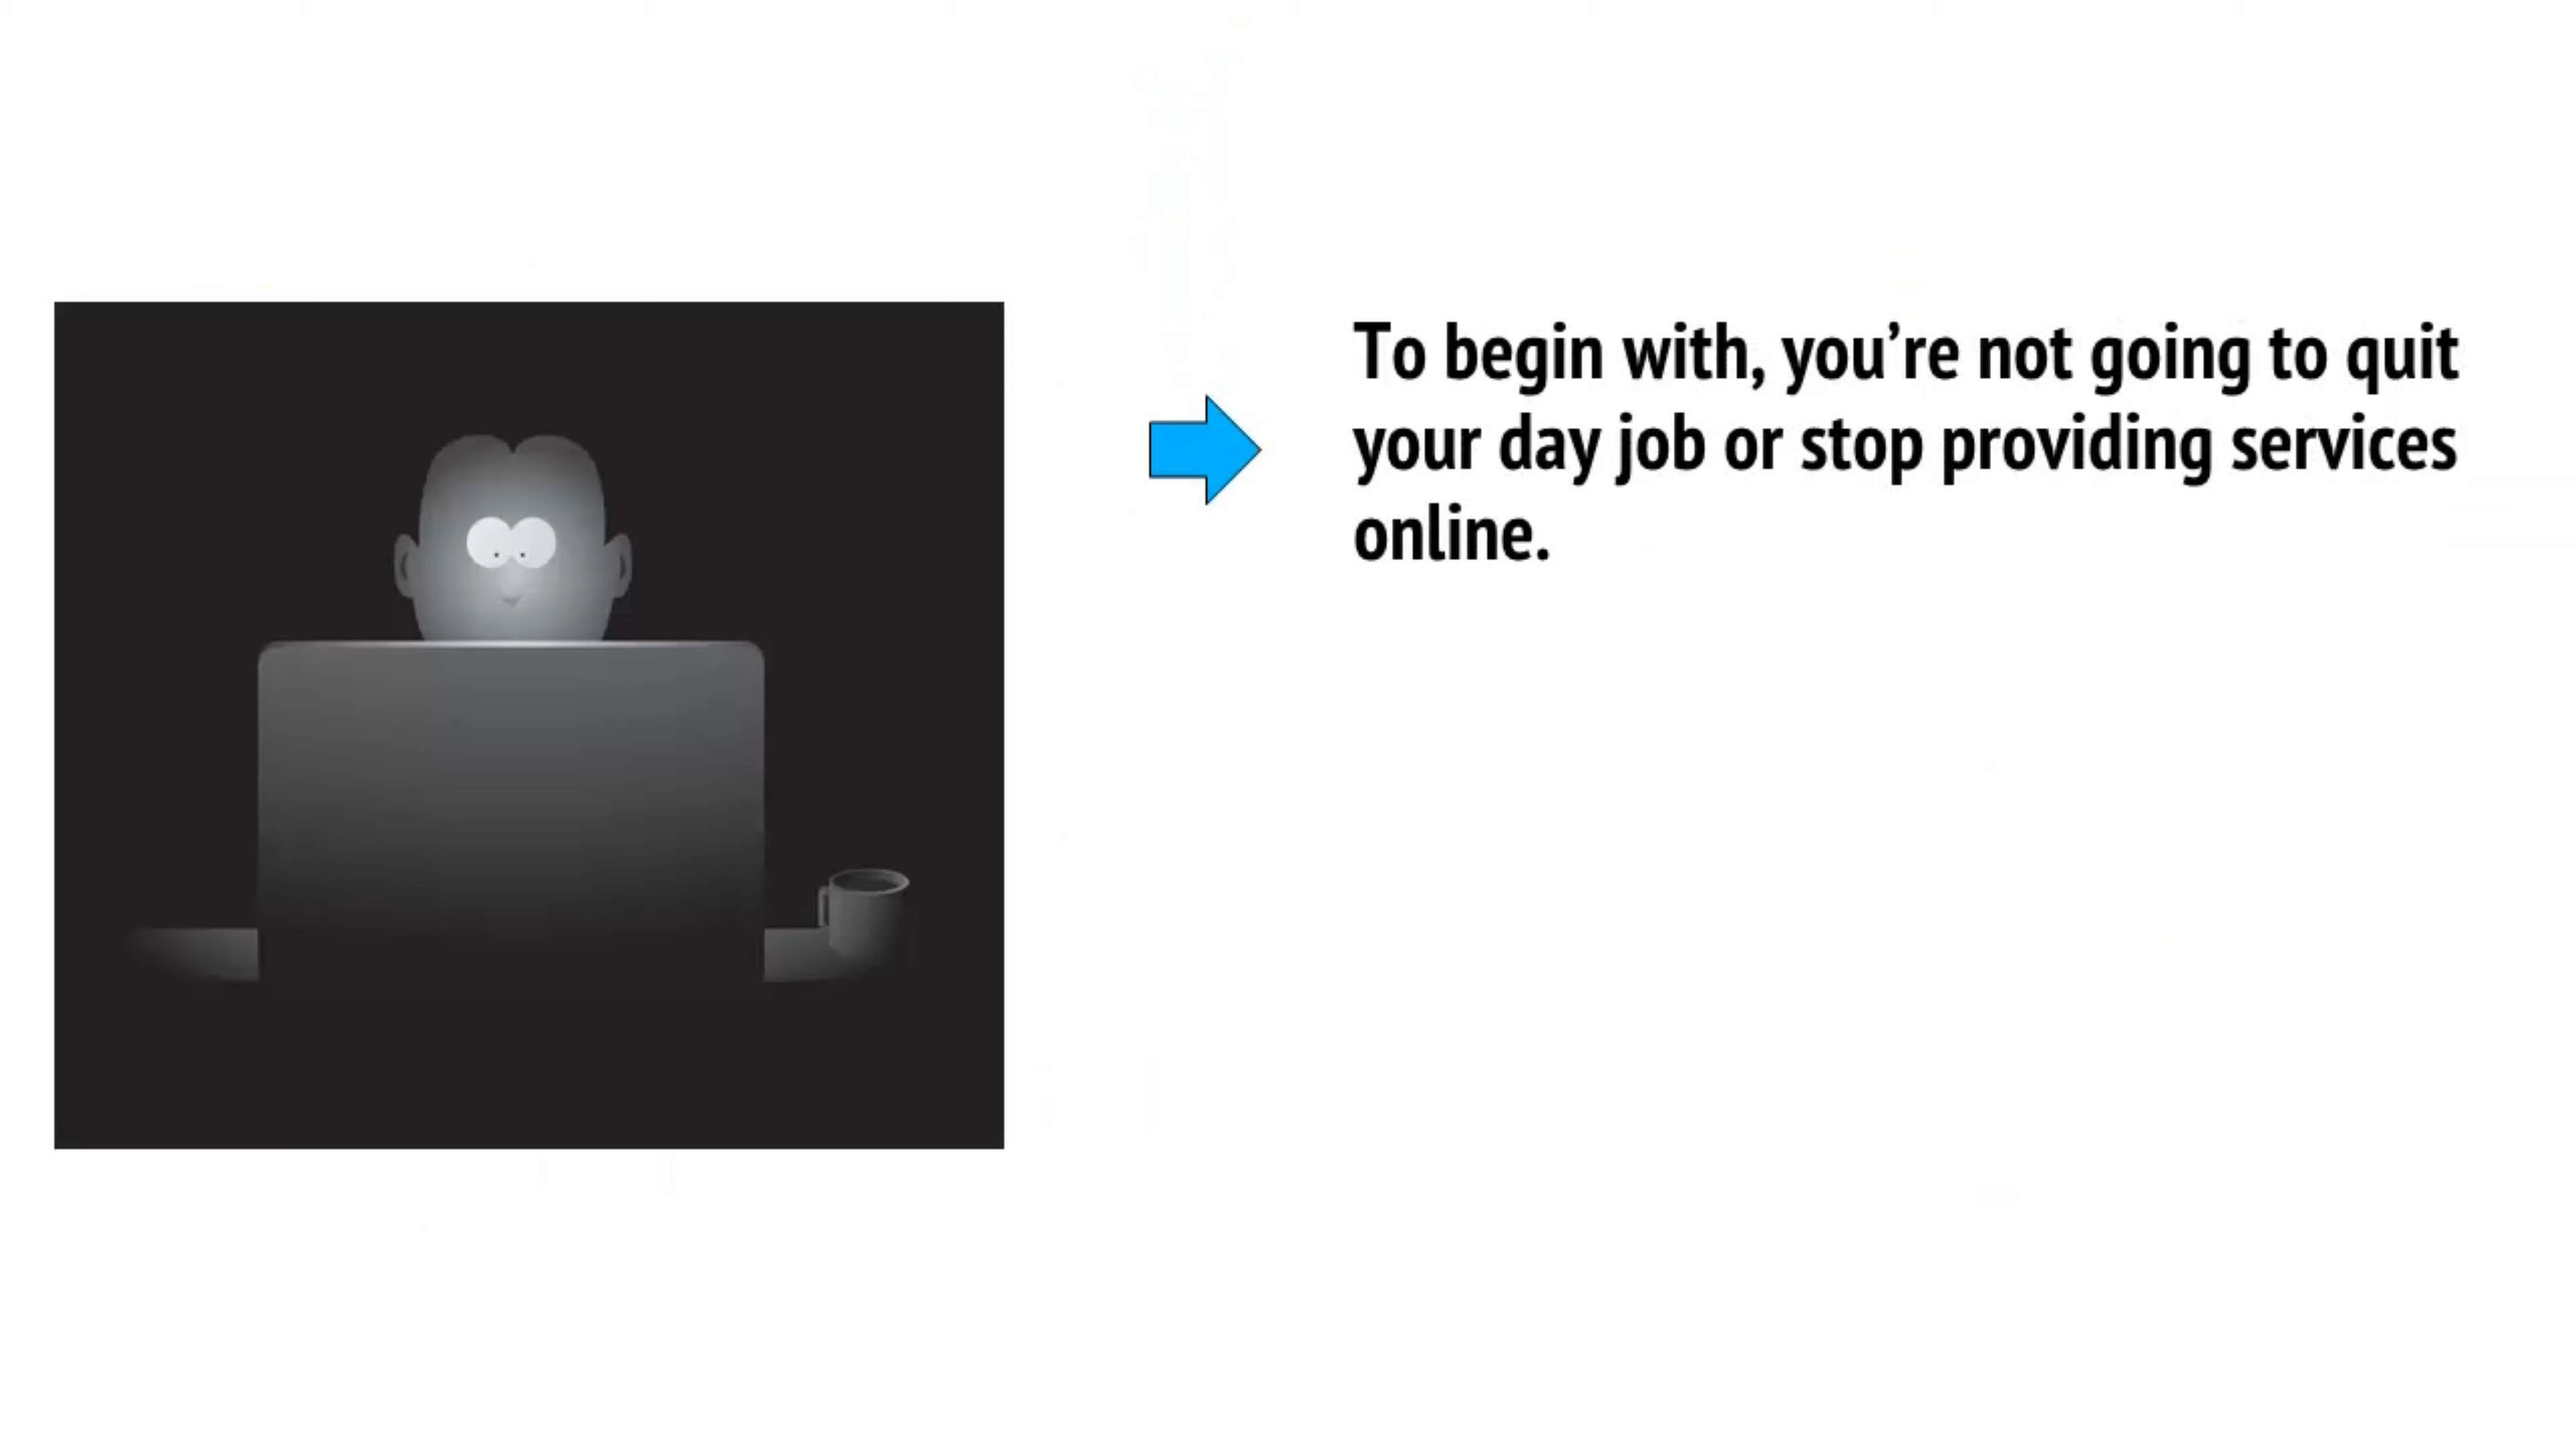 To begin with, you’re not going to quit
your day job or stop providing services
online.